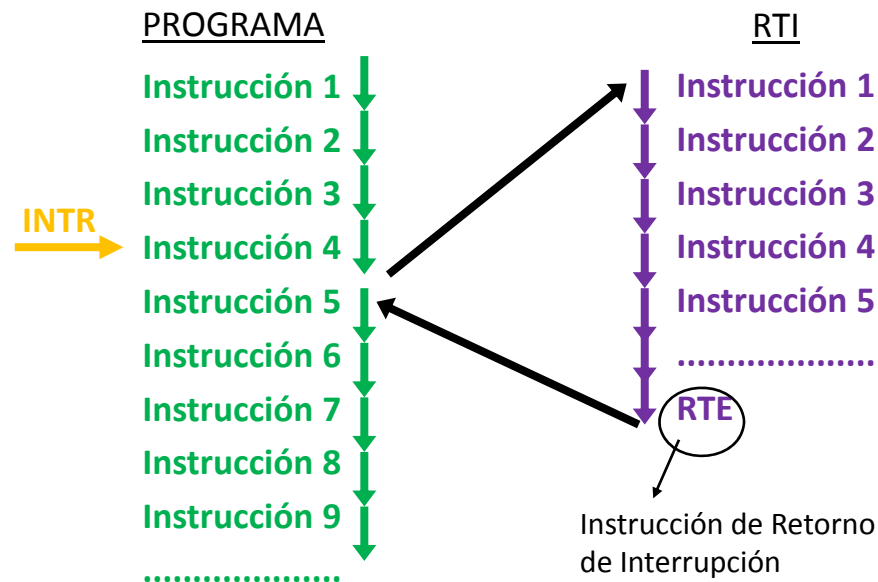 PROGRAMA
Instrucción 1
Instrucción 2
Instrucción 3
INTR
Instrucción 4
Instrucción 5
Instrucción 6
Instrucción 7
Instrucción 8
Instrucción 9
.....................
RTI
Instrucción 1
Instrucción 2
Instrucción 3
Instrucción 4
Instrucción 5
.....................
RTE
Instrucción de Retorno
de Interrupción